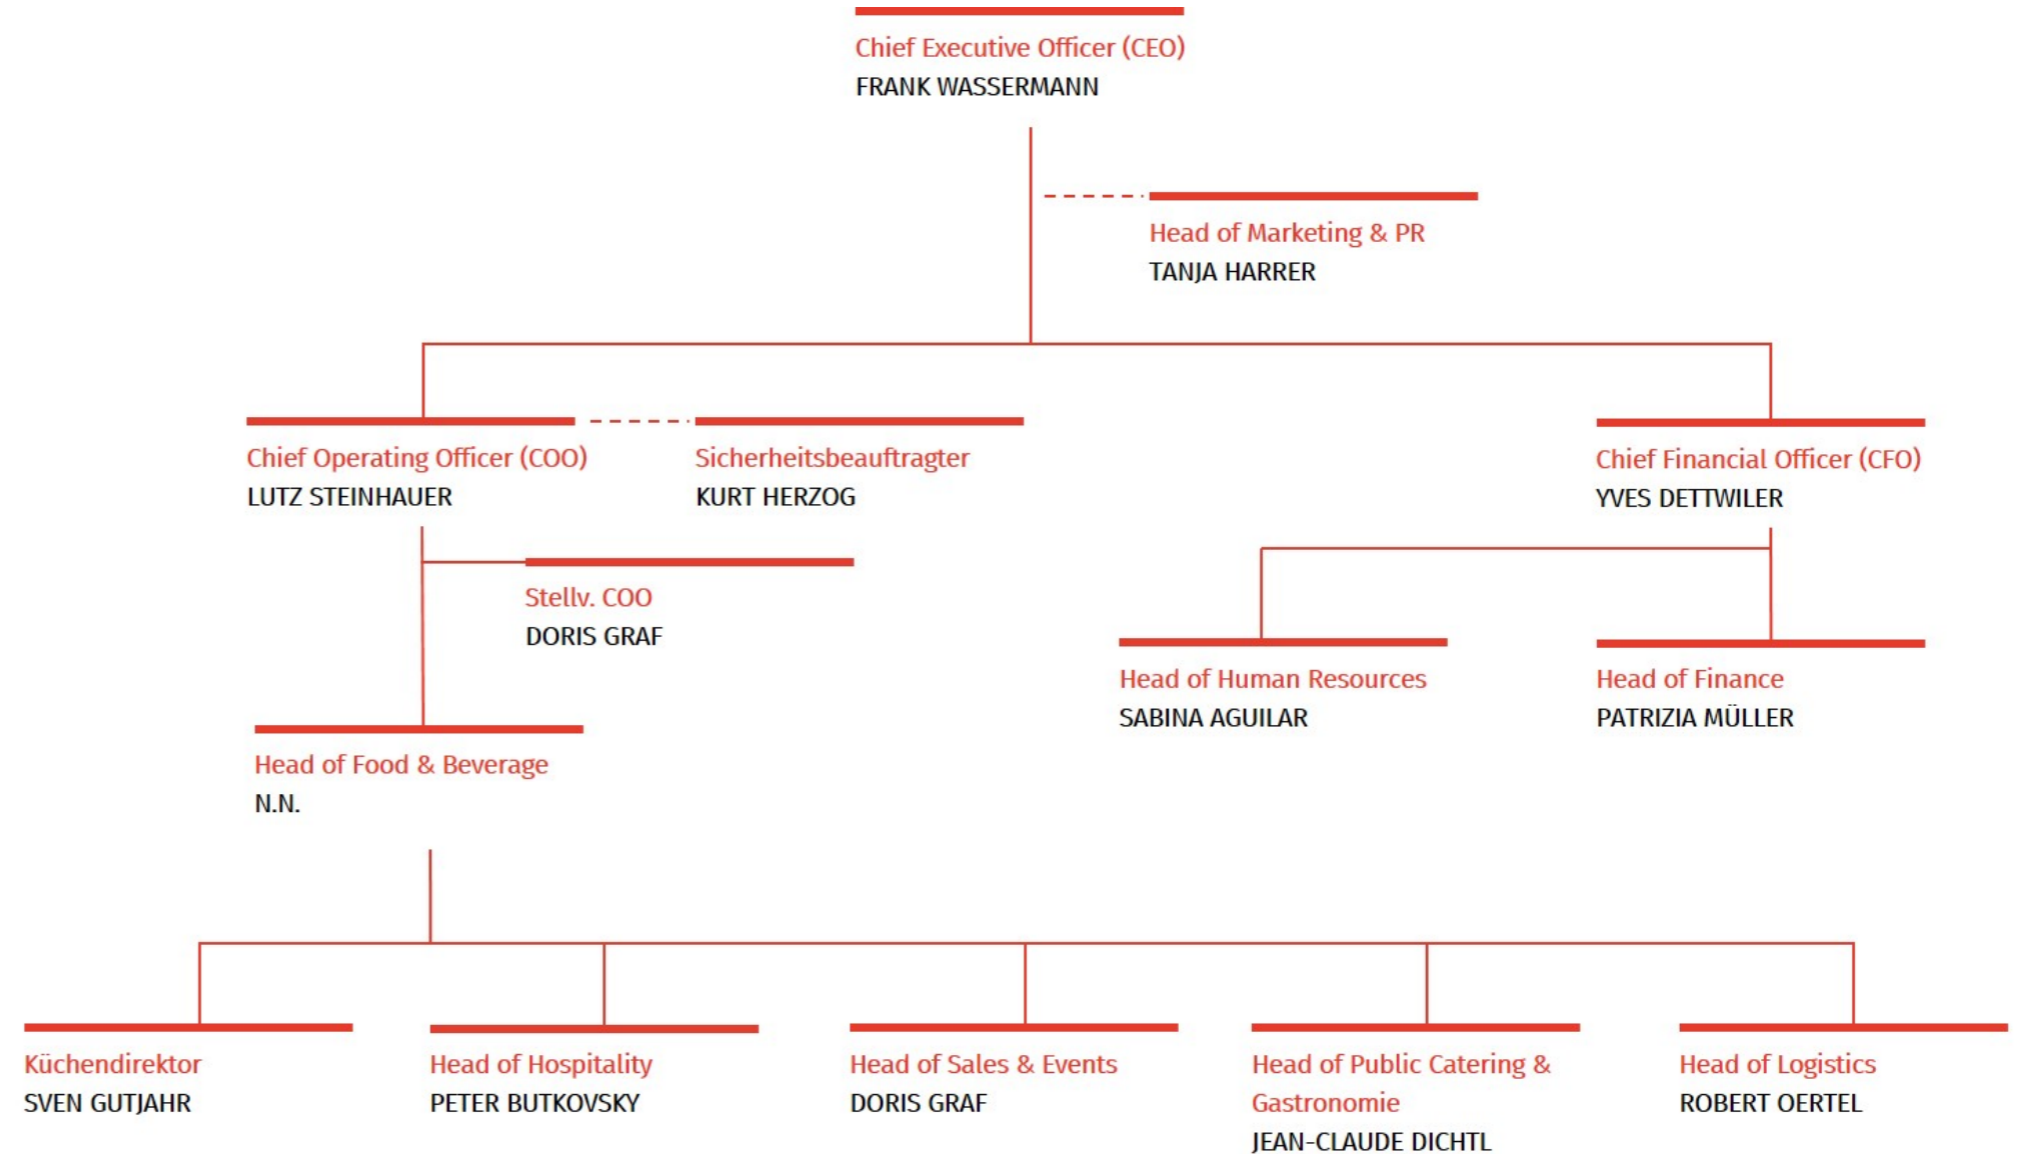 Chief Executive Officer (CEO)
FRANK WASSERMANN
Head of Marketing & PR
TANJA HARRER
Chief Operating Officer (COO)
LUTZ STEINHAUER
Sicherheitsbeauftragter
KURT HERZOG
Chief Financial Officer (CFO)
YVES DETTWILER
Stellv. COO
DORIS GRAF
Head of Human Resources
SABINA AGUILAR
Head of Finance
PATRIZIA MÜLLER
Head of Food & Beverage
N.N.
Küchendirektor
SVEN GUTJAHR
Head of Hospitality
PETER BUTKOVSKY
Head of Sales & Events
DORIS GRAF
Head of Public Catering &
Gastronomie
JEAN-CLAUDE DICHTL
Head of Logistics
ROBERT OERTEL